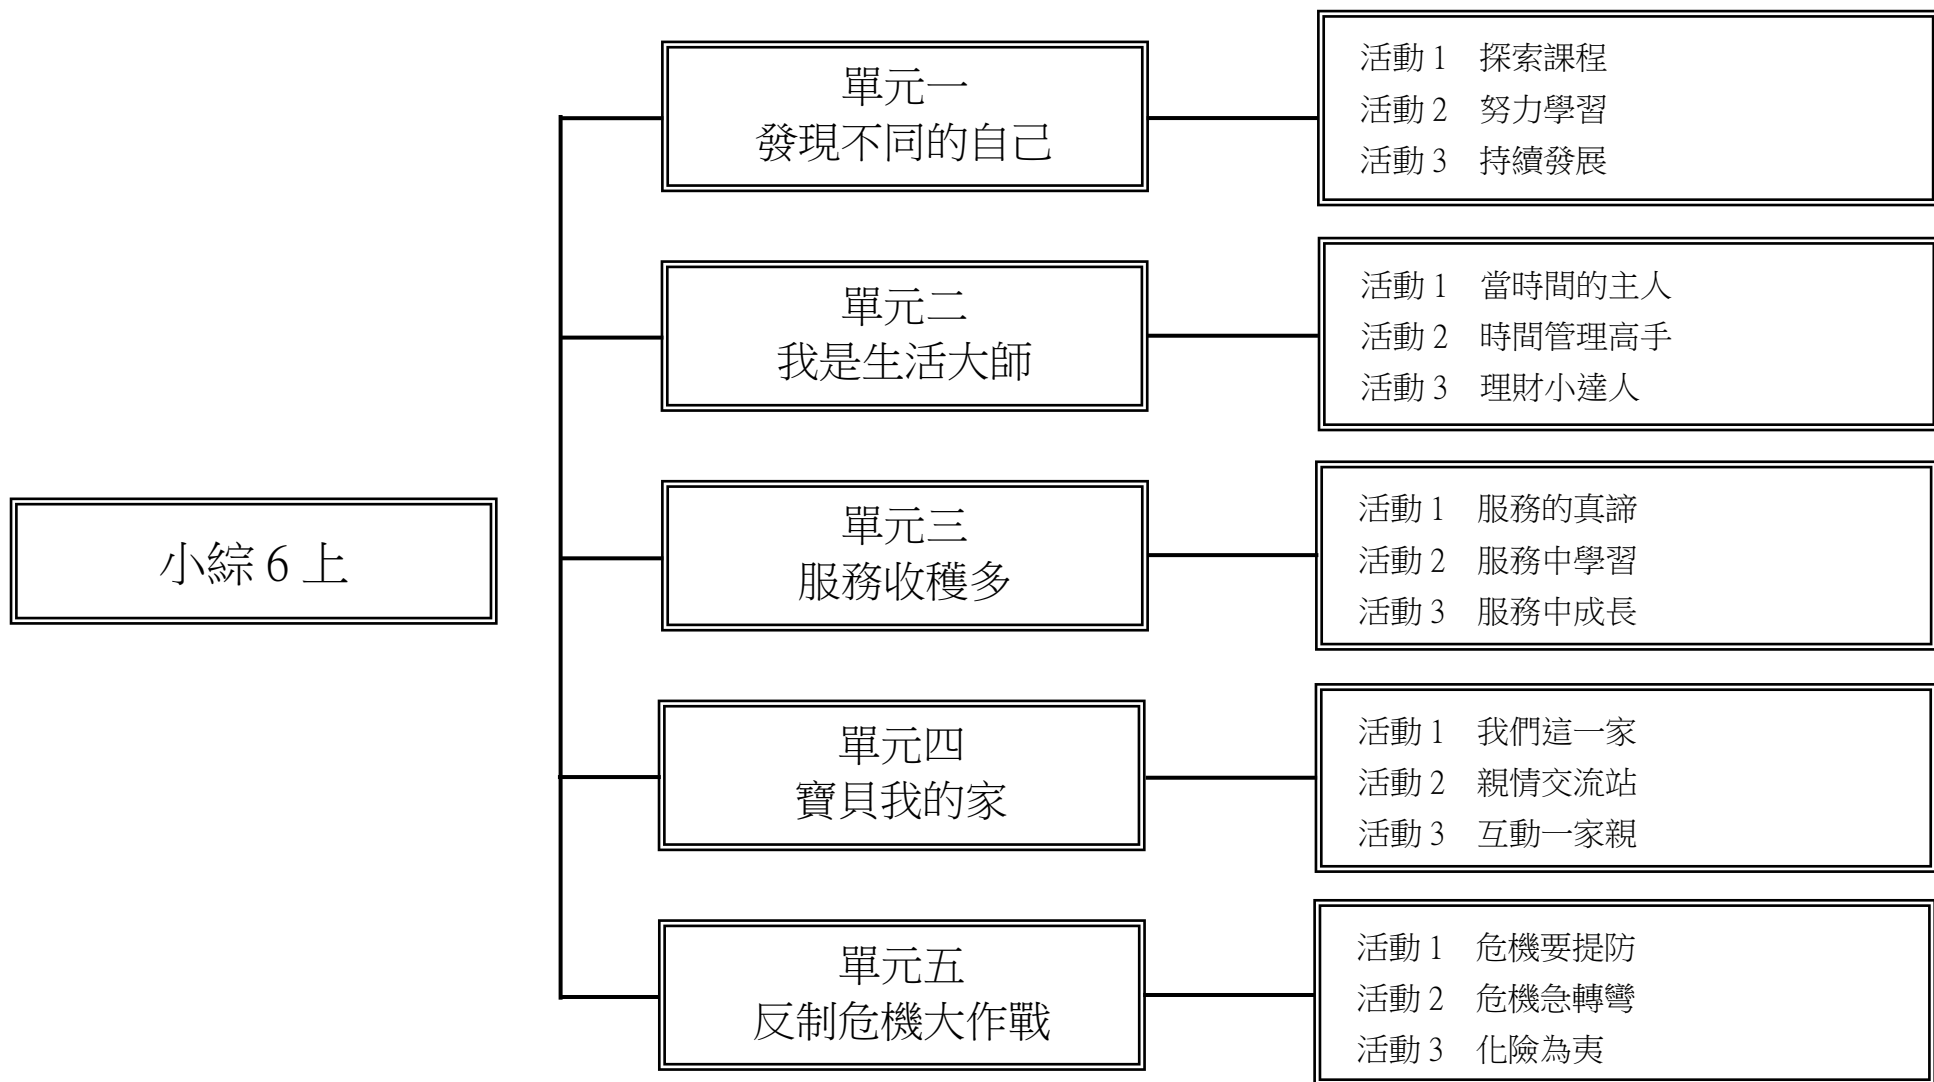 小綜 6 上
單元一
發現不同的自己
活動 1　探索課程
活動 2　努力學習
活動 3　持續發展
單元二
我是生活大師
活動 1　當時間的主人
活動 2　時間管理高手
活動 3　理財小達人
單元三
服務收穫多
活動 1　服務的真諦
活動 2　服務中學習
活動 3　服務中成長
單元四
寶貝我的家
活動 1　我們這一家
活動 2　親情交流站
活動 3　互動一家親
單元五
反制危機大作戰
活動 1　危機要提防
活動 2　危機急轉彎
活動 3　化險為夷